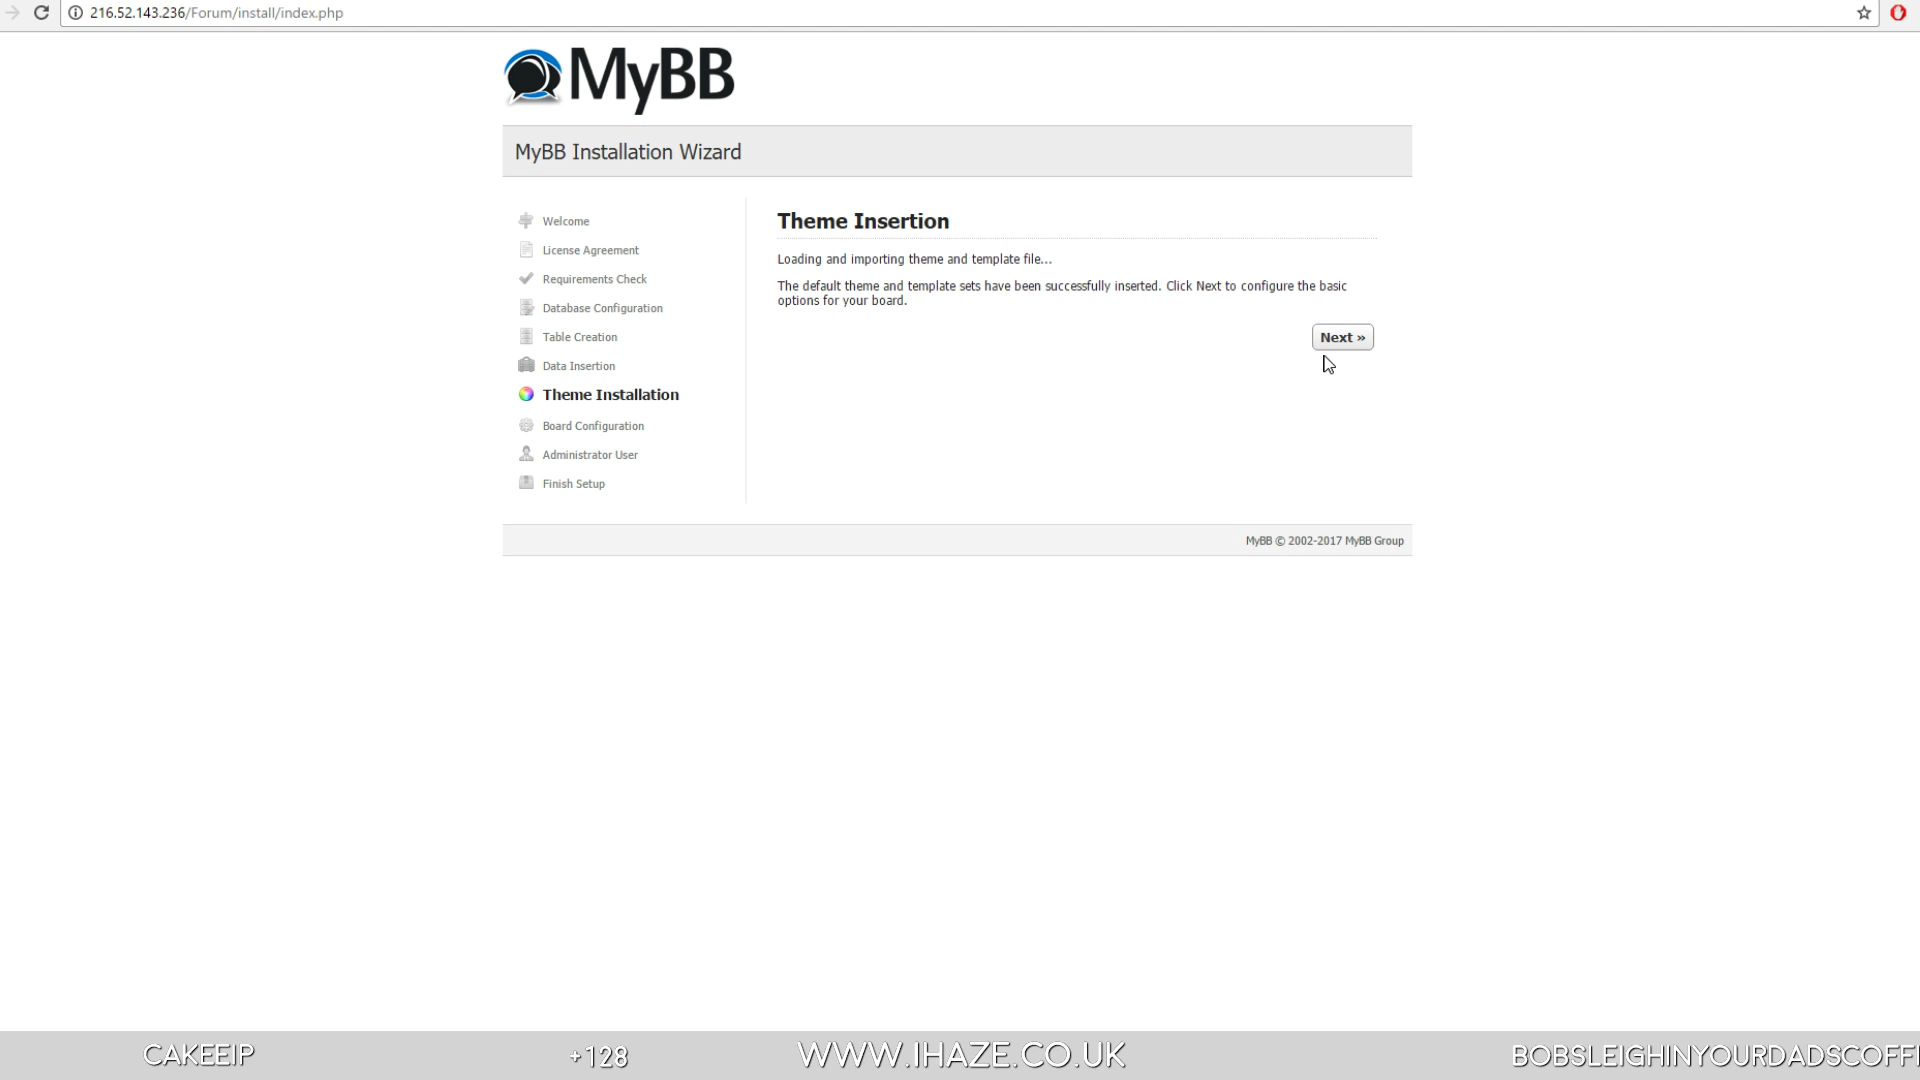 216.52.143.236/Forum/install/index.php
MyBB
MyBB Installation Wizard
Welcome
License Agreement
Requirements Check
Database Configuration
Table Creation
Data Insertion
Theme Installation
Board Configuration
Administrator User
Finish Setup
Theme Insertion
Loading and importing theme and template file...
The default theme and template sets have been successfully inserted. Click Next to configure the basic
options for your board.
Next »
MyBB © 2002-2017 MyBB Group
CAKEEIP +128 WWW.IHAZE.CO.UK BOBSLEIGHINYOURDADSCOFFI